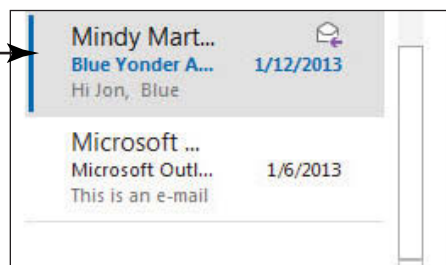 Mindy Mart...
Blue Yonder A... 1/12/2013
Hi Jon, Blue
Microsoft ...
Microsoft Outl... 1/6/2013
This is an e-mail